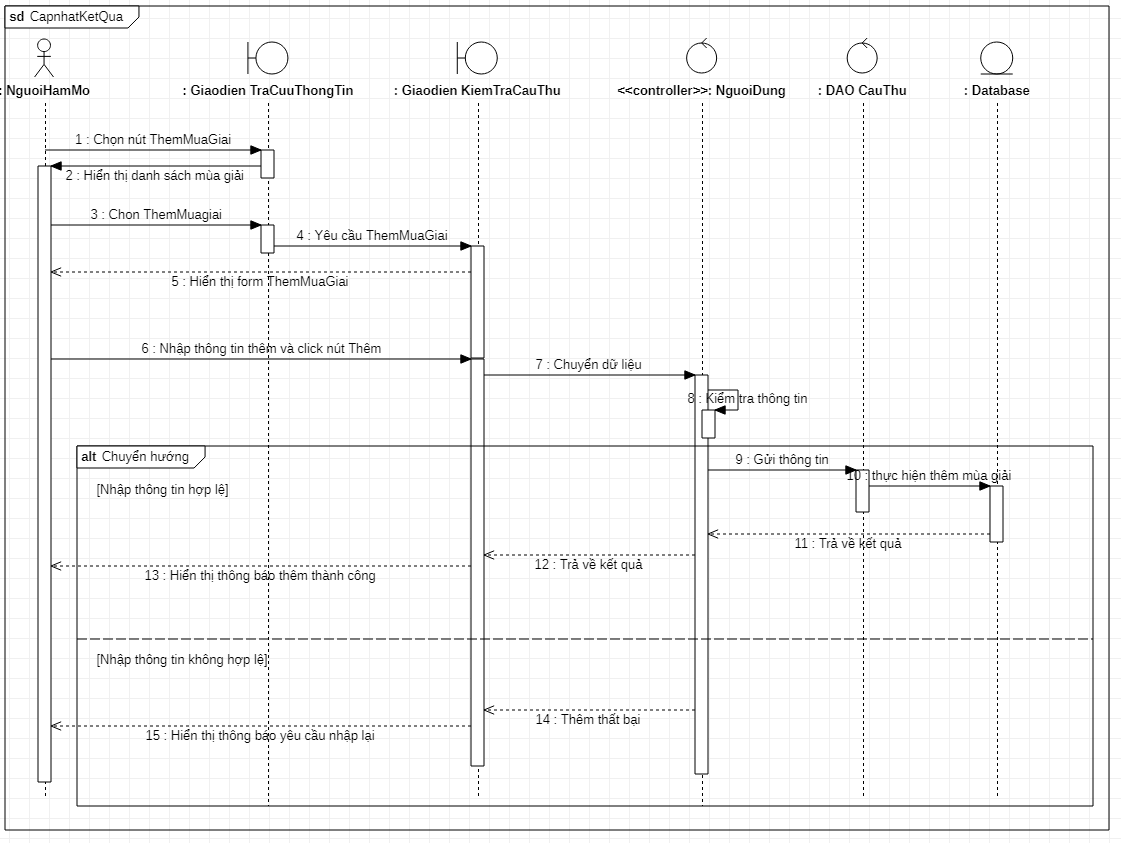 sd CapnhatKetQua
: NguoiHamMo
: Giaodien TraCuuThongTin
: Giaodien KiemTraCauThu
<<controller>>: NguoiDung
: DAO CauThu
: Database
1 : Chọn nút ThemMuaGiai
2 : Hiển thị danh sách mùa giải
3 : Chon ThemMuagiai
4 : Yêu cầu ThemMuaGiai
5 : Hiển thị form ThemMuaGiai
6 : Nhập thông tin thêm và click nút Thêm
7 : Chuyển dữ liệu
8 : Kiểm tra thông tin
alt Chuyển hướng
9 : Gửi thông tin
10 : thực hiện thêm mùa giải
[Nhập thông tin hợp lệ]
11 : Trả về kết quả
12 : Trả về kết quả
13 : Hiển thị thông báo thêm thành công
[Nhập thông tin không hợp lệ]
14 : Thêm thất bại
15 : Hiển thị thông báo yêu cầu nhập lại